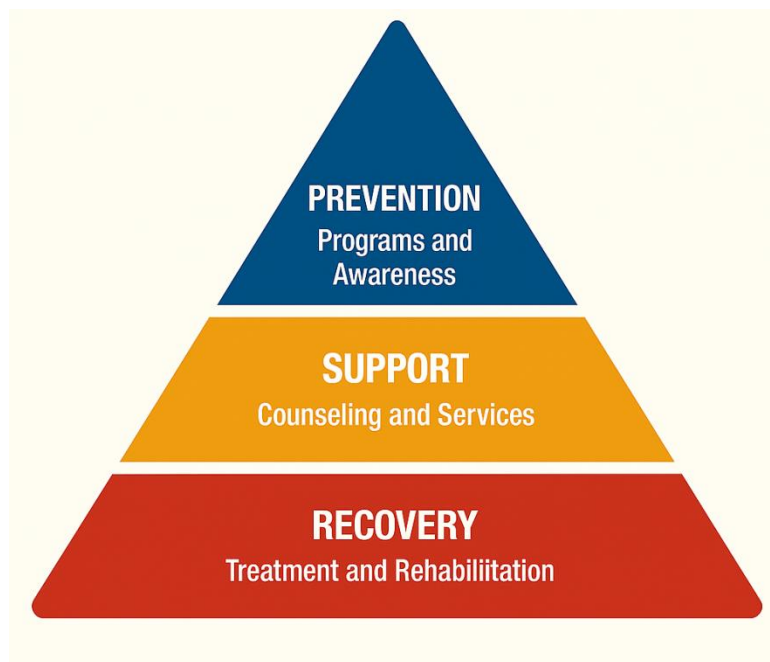 PREVENTION
Programs and
Awareness
SUPPORT
Counseling and Services
RECOVERY
Treatment and Rehabiliitation